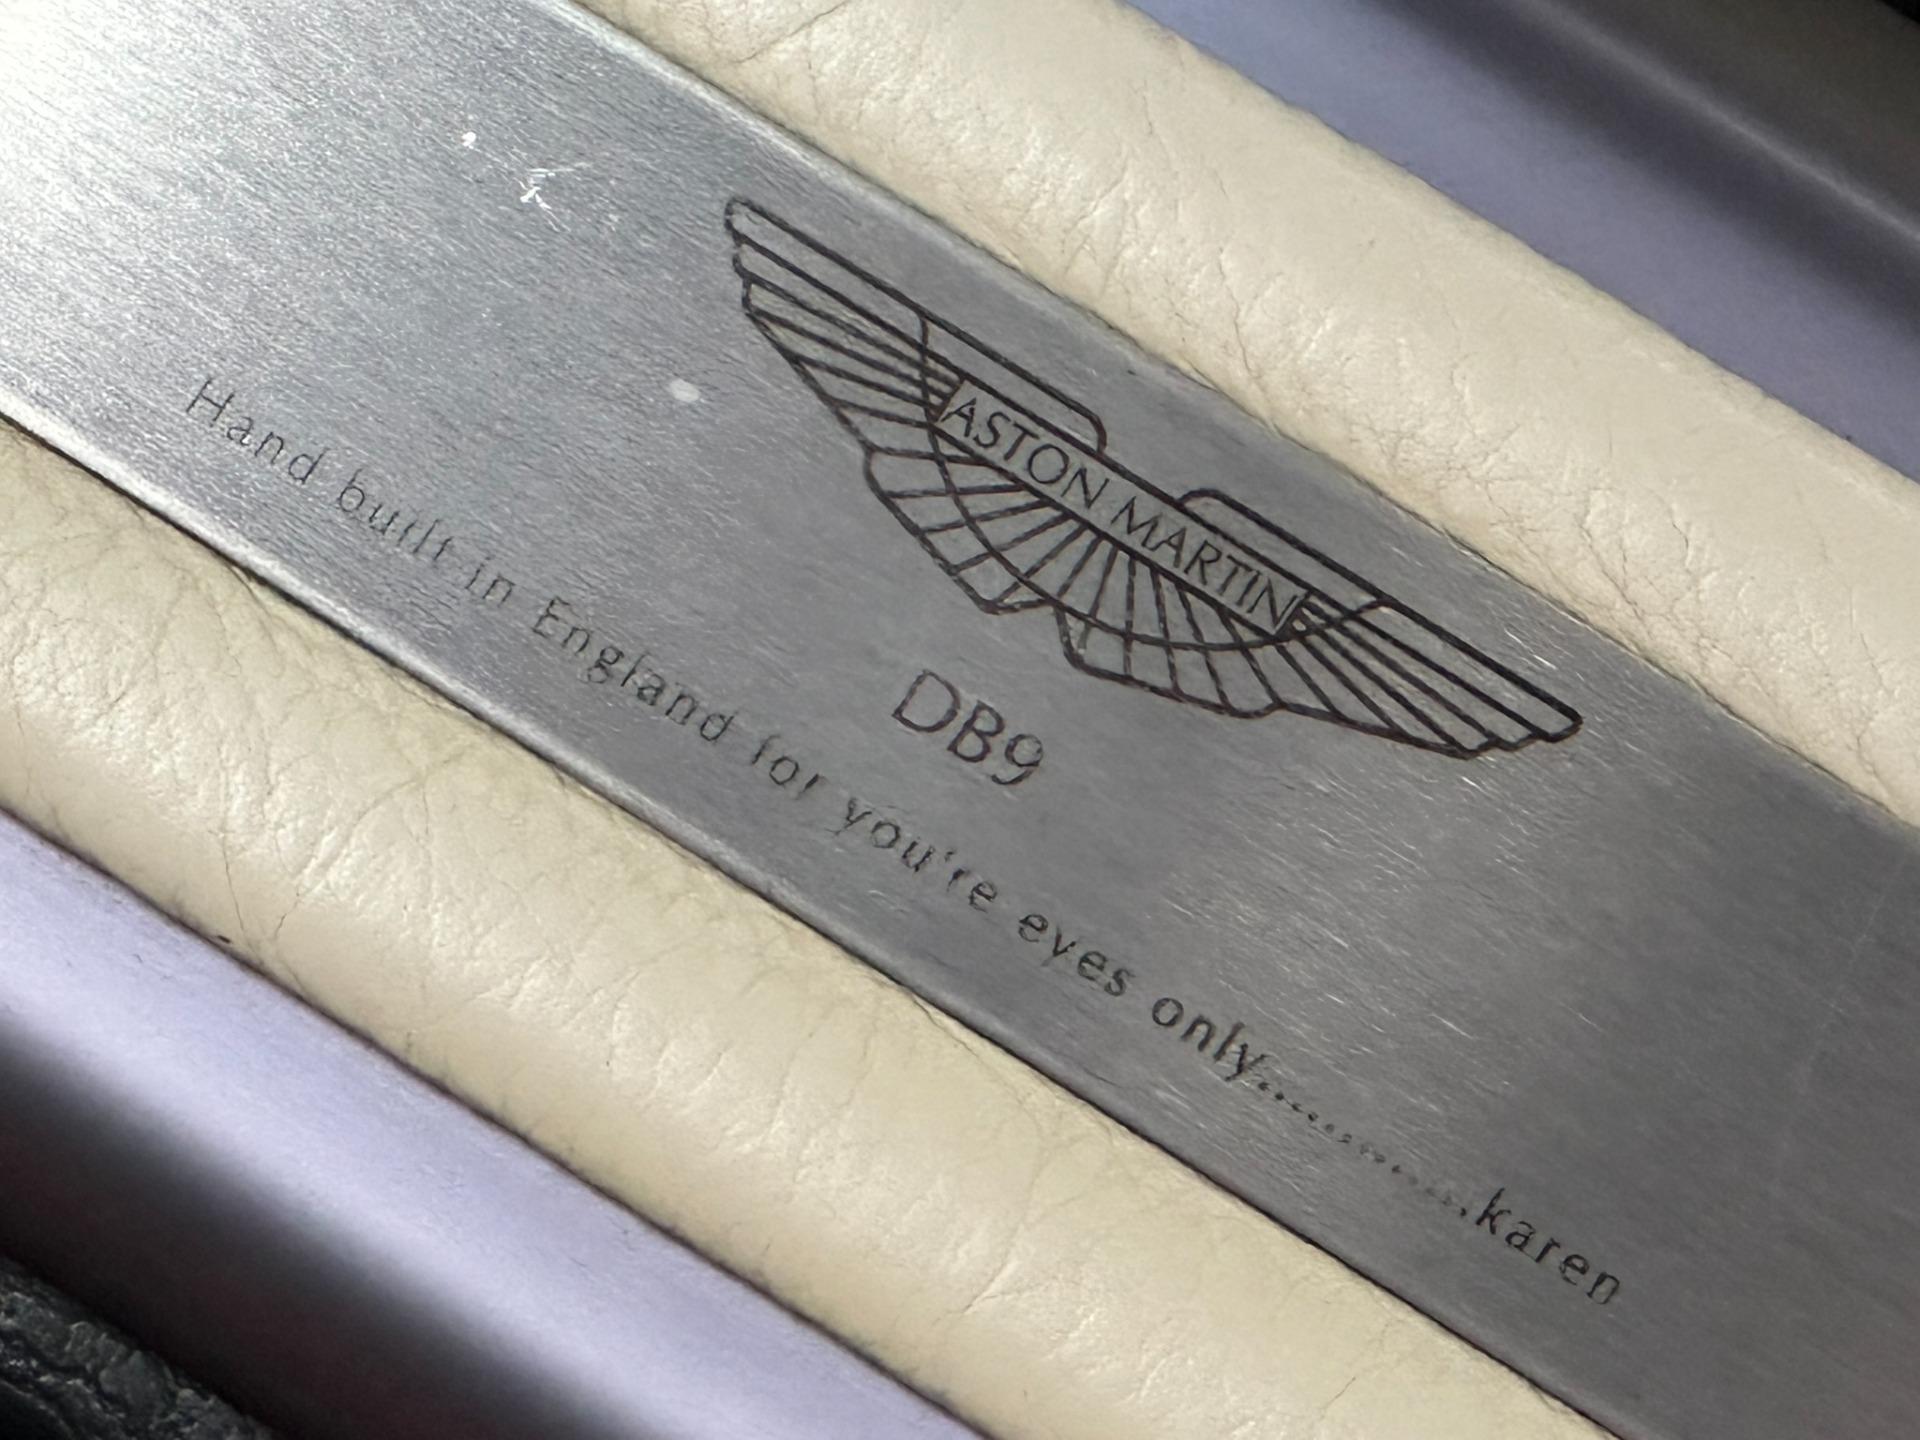 ASTON MARTIN
DB9
Hand built in England for you're eyes only....................karen